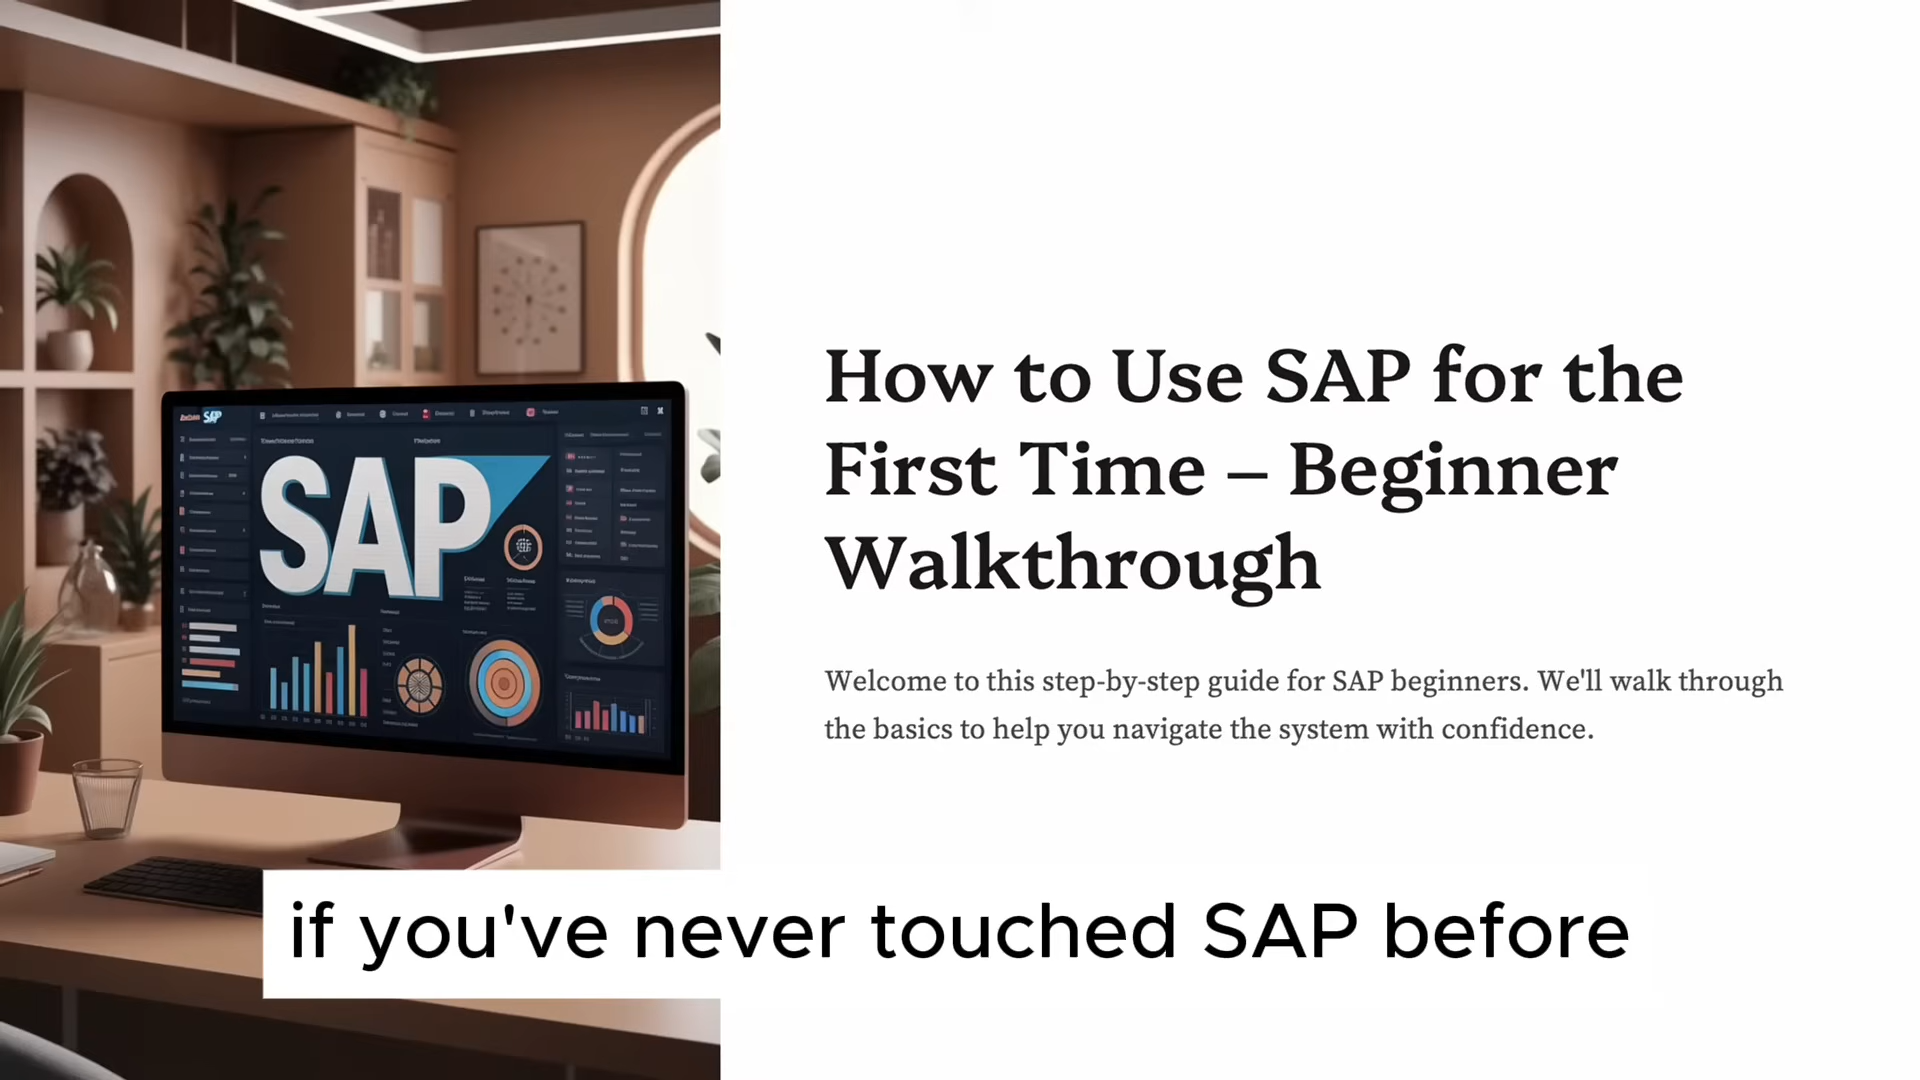 SAP
SAP
How to Use SAP for the
First Time – Beginner
Walkthrough
Welcome to this step-by-step guide for SAP beginners. We'll walk through
the basics to help you navigate the system with confidence.
if you've never touched SAP before